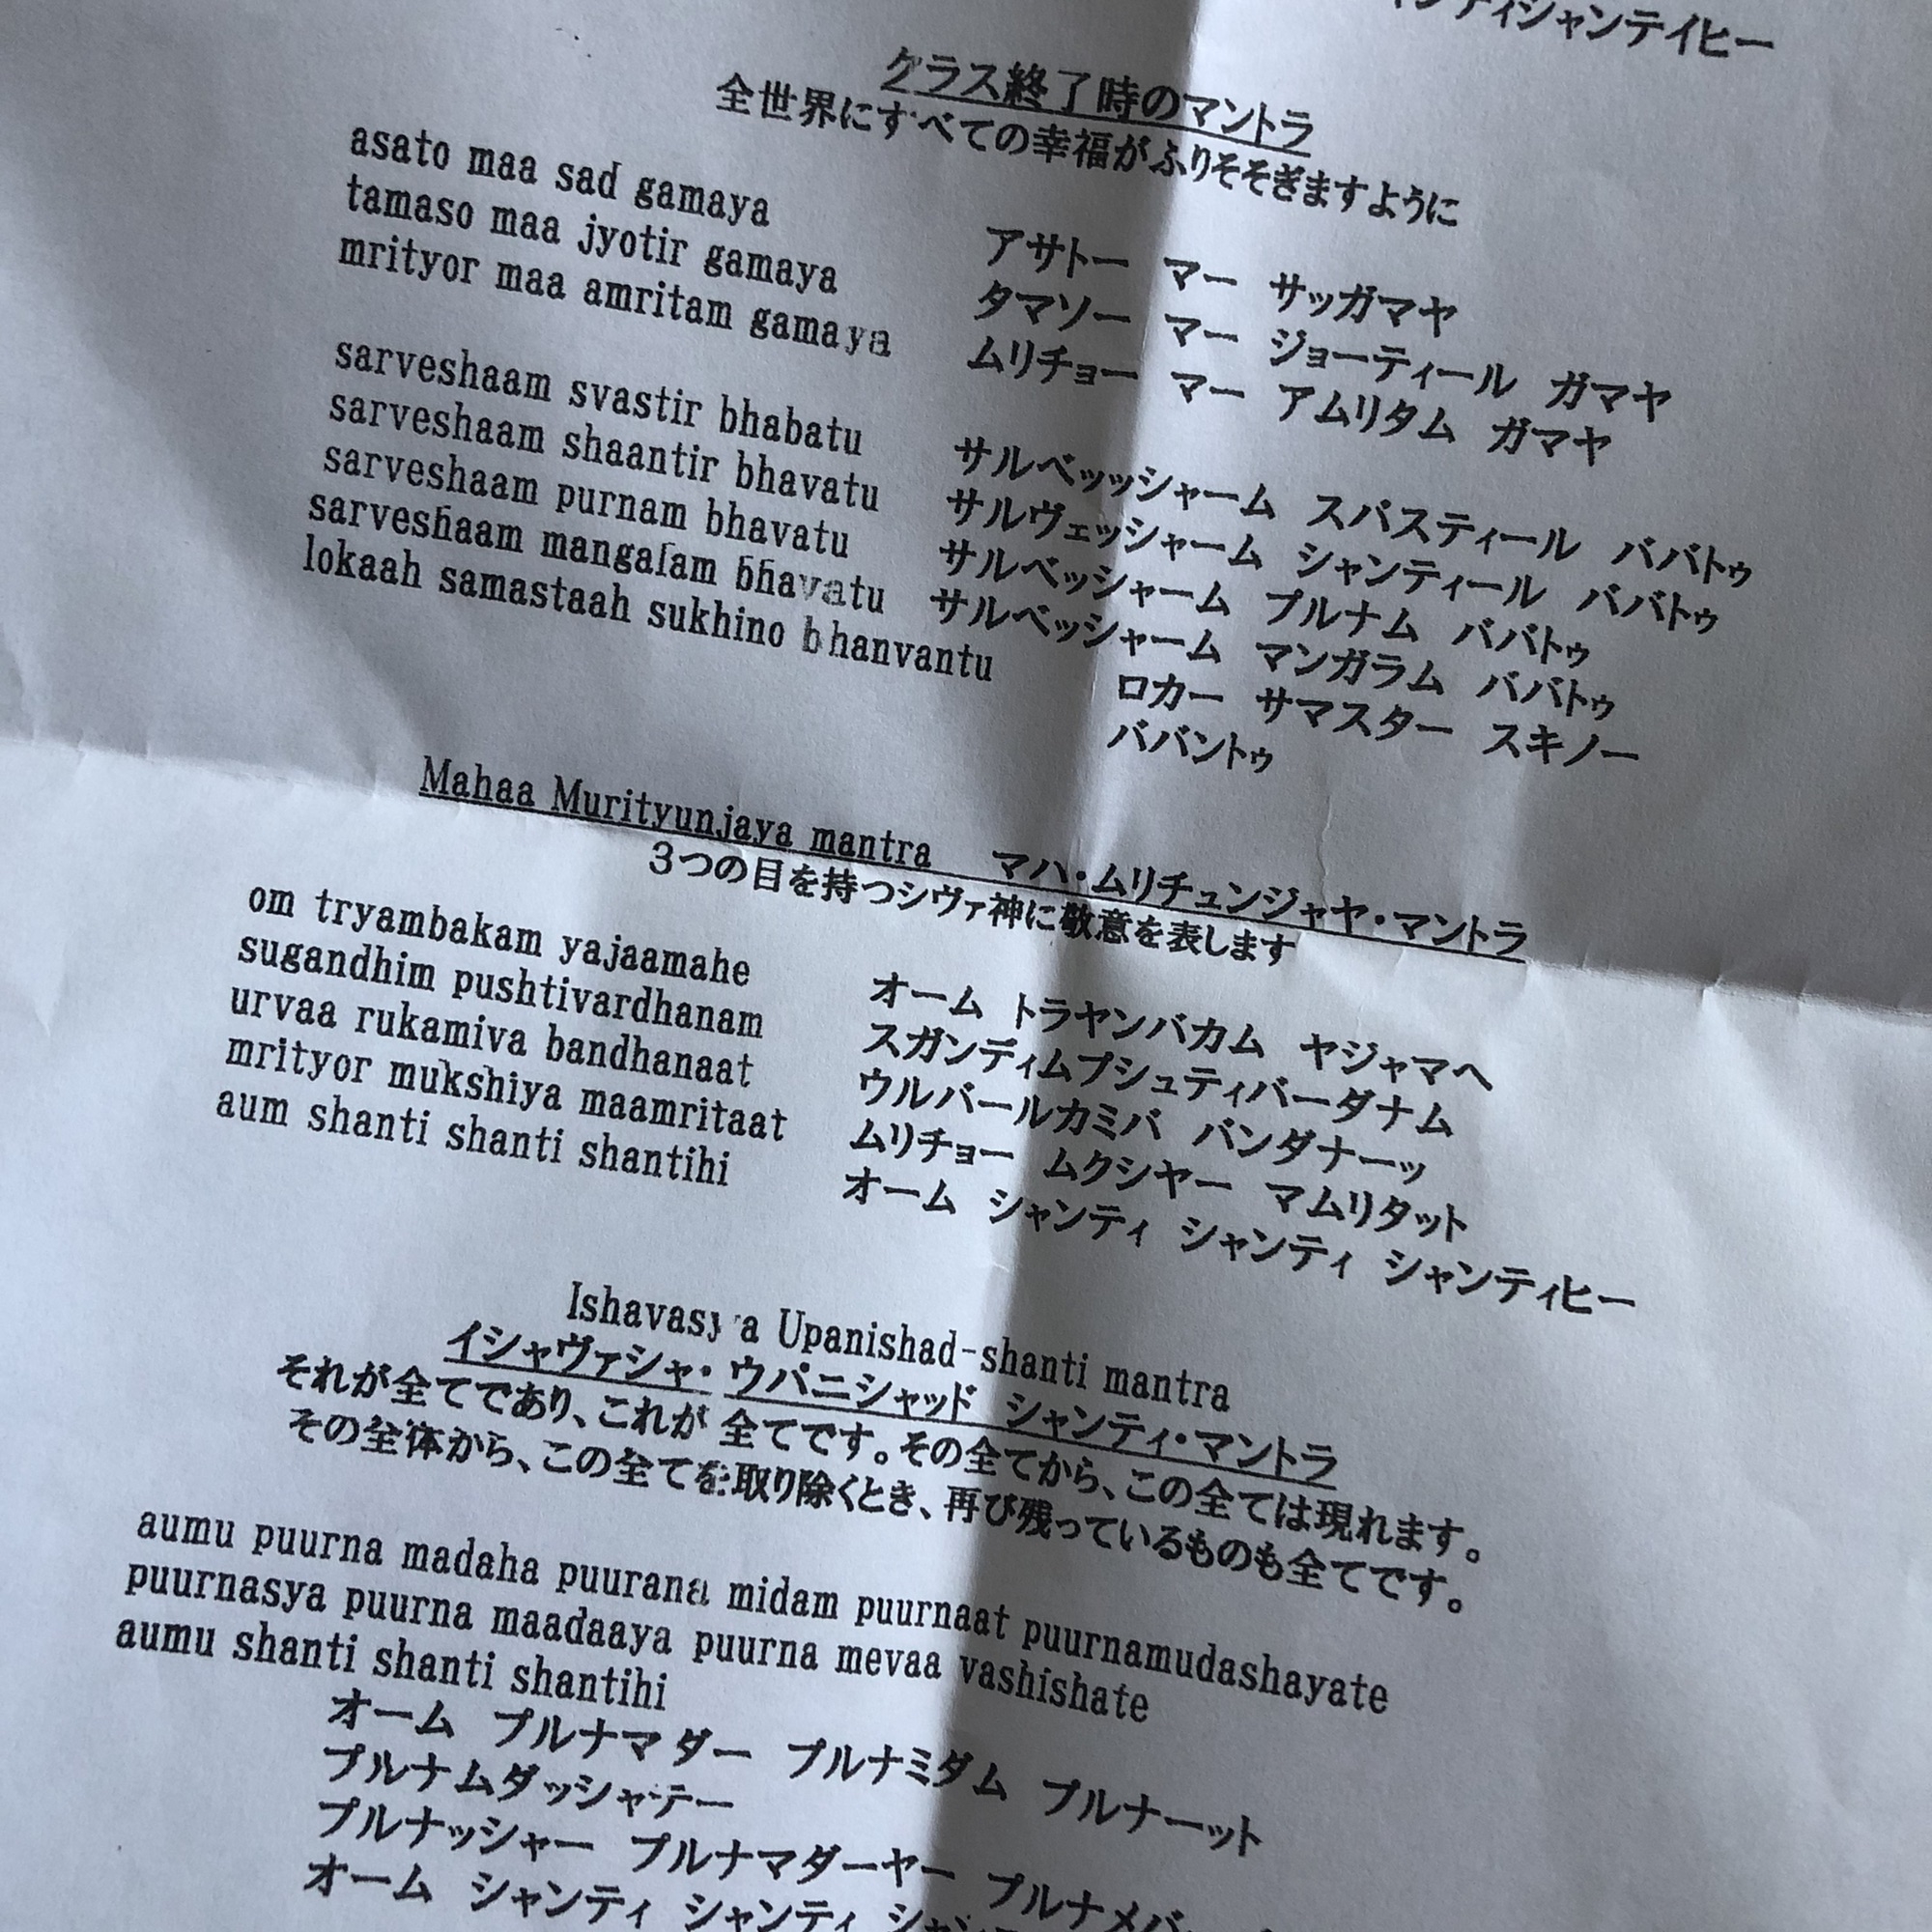 ンティシャンテイヒー
クラス終了時のマントラ
全世界にすべての幸福がふりそそぎますように
asato maa sad gamaya アサトー マー サッガマヤ
tamaso maa jyotir gamaya タマソー マー ジョーティール ガマヤ
mrityor maa amritam gamaya ムリチョー マー アムリタム ガマヤ
sarveshaam svastir bhabatu サルベッッシャーム スバスティール ババトゥ
sarveshaam shaantir bhavatu サルヴェッシャーム シャンティール ババトゥ
sarveshaam purnam bhavatu サルベッシャーム プルナム ババトゥ
sarveshaam mangalam bhavatu サルベッシャーム マンガラム ババトゥ
lokaah samastaah sukhino bhanvantu ロカー サマスター スキノー
ババントゥ
Mahaa Murityunjaya mantra マハ・ムリチュンジャヤ・マントラ
3つの目を持つシヴァ神に敬意を表します
om tryambakam yajaamahe オーム トラヤンバカム ヤジャマヘ
sugandhim pushtivardhanam スガンディムプシュティバーダナム
urvaa rukamiva bandhanaat ウルバールカミバ バンダナーッ
mrityor mukshiya maamritaat ムリチョー ムクシヤー マムリタット
aum shanti shanti shantihi オーム シャンティ シャンティ シャンティヒー
Ishavasya Upanishad-shanti mantra
イシャヴァシャ・ウパニシャッド シャンティ・マントラ
それが全てであり、これが 全てです。その全てから、この全ては現れます。
その全体から、この全てを取り除くとき、再び残っているものも全てです。
aumu puurna madaha puurana midam puurnaat puurnamudashayate
puurnasya puurna maadaaya puurna mevaa vashishate
aumu shanti shanti shantihi
オーム プルナマダー プルナミダム プルナーット
プルナムダッシャテー
プルナッシャー プルナマダーヤー プルナメバ
オーム シャンティ シャンティ